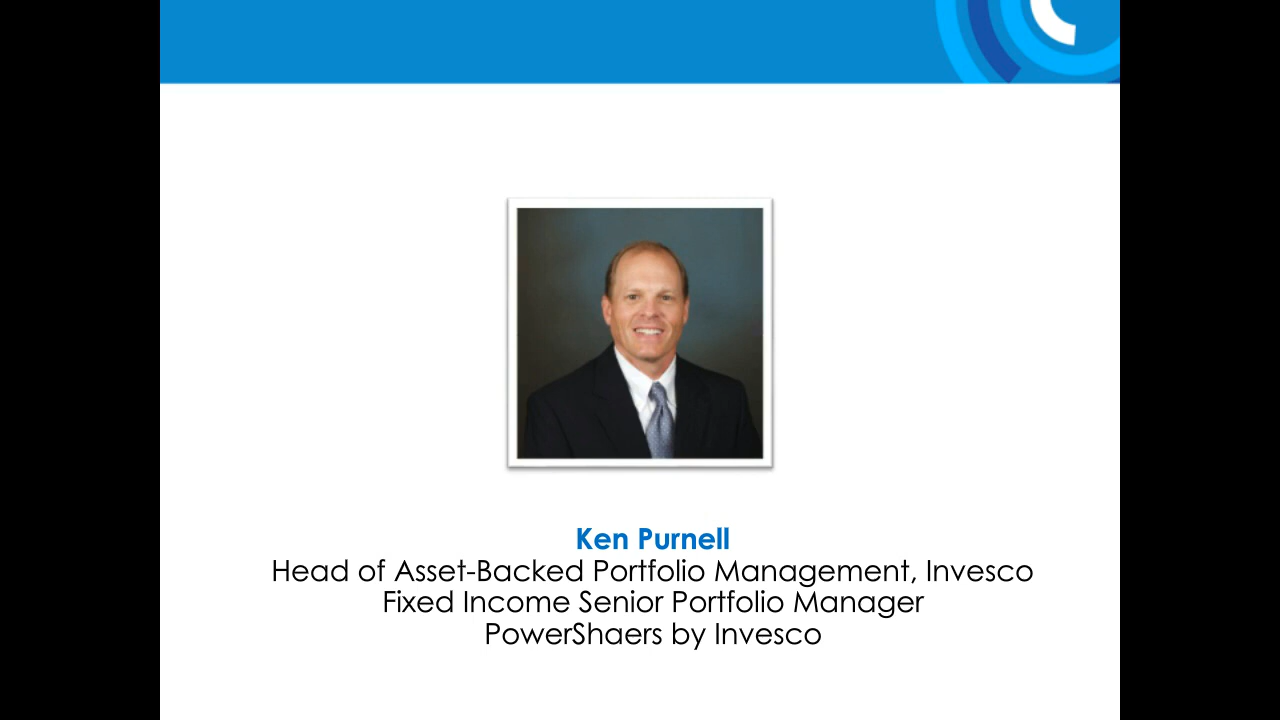 Ken Purnell
Head of Asset-Backed Portfolio Management, Invesco
Fixed Income Senior Portfolio Manager
PowerShaers by Invesco